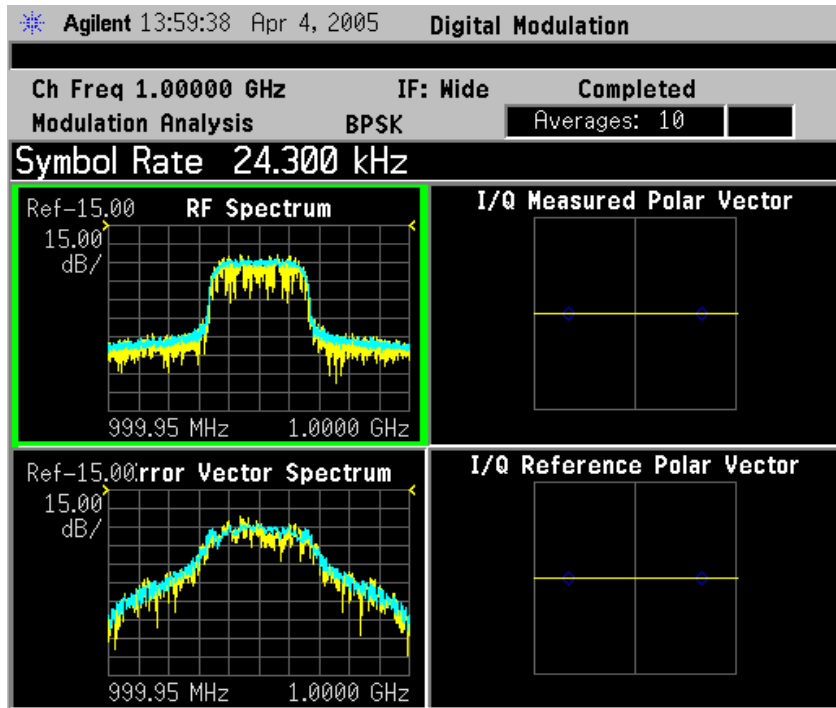 Agilent 13:59:38 Apr 4, 2005 Digital Modulation
Ch Freq 1.00000 GHz IF: Wide Completed
Modulation Analysis BPSK Averages: 10
Symbol Rate 24.300 kHz
Ref-15.00 RF Spectrum
15.00
dB/
999.95 MHz 1.0000 GHz
I/Q Measured Polar Vector
Ref-15.00 rror Vector Spectrum
15.00
dB/
999.95 MHz 1.0000 GHz
I/Q Reference Polar Vector